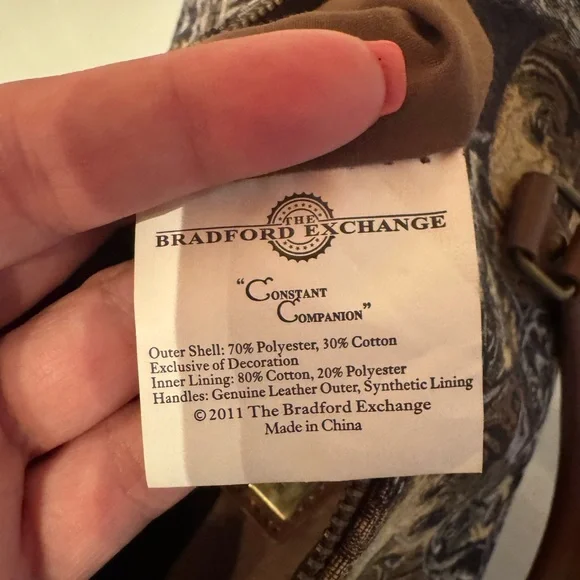 THE
BRADFORD EXCHANGE
"CONSTANT
COMPANION"
Outer Shell: 70% Polyester, 30% Cotton
Exclusive of Decoration
Inner Lining: 80% Cotton, 20% Polyester
Handles: Genuine Leather Outer, Synthetic Lining
© 2011 The Bradford Exchange
Made in China